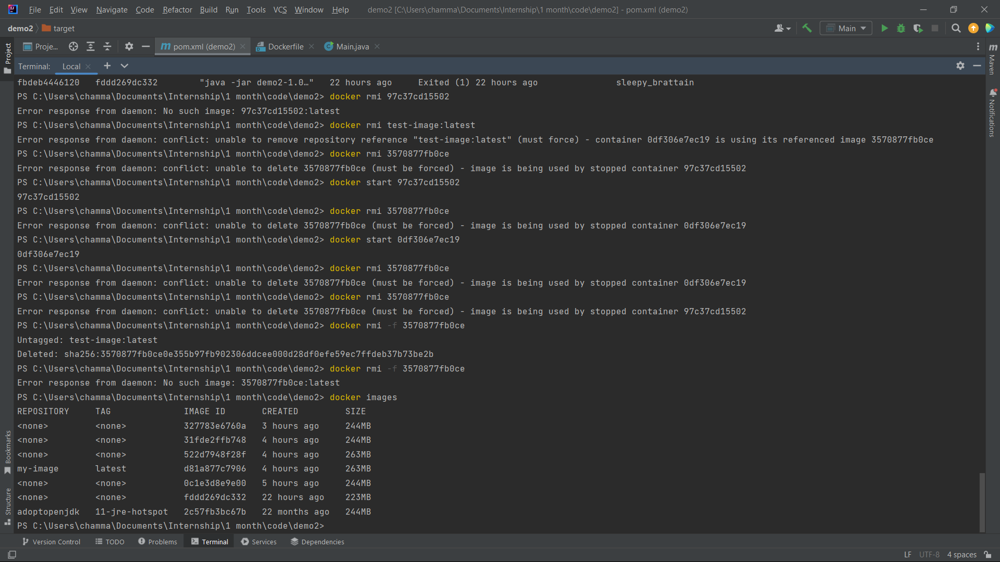 File Edit View Navigate Code Refactor Build Run Tools VCS Window Help demo2 [C:\Users\chamma\Documents\Internship\1 month\code\demo2] - pom.xml (demo2)
demo2 target Main
Project Proje... m pom.xml (demo2) Dockerfile Main.java m Maven
Terminal: Local
fbdeb4446120 fddd269dc332 "java -jar demo2-1.0…" 22 hours ago Exited (1) 22 hours ago sleepy_brattain
PS C:\Users\chamma\Documents\Internship\1 month\code\demo2> docker rmi 97c37cd15502
Error response from daemon: No such image: 97c37cd15502:latest
PS C:\Users\chamma\Documents\Internship\1 month\code\demo2> docker rmi test-image:latest
Error response from daemon: conflict: unable to remove repository reference "test-image:latest" (must force) - container 0df306e7ec19 is using its referenced image 3570877fb0ce
PS C:\Users\chamma\Documents\Internship\1 month\code\demo2> docker rmi 3570877fb0ce
Error response from daemon: conflict: unable to delete 3570877fb0ce (must be forced) - image is being used by stopped container 97c37cd15502
PS C:\Users\chamma\Documents\Internship\1 month\code\demo2> docker start 97c37cd15502
97c37cd15502
PS C:\Users\chamma\Documents\Internship\1 month\code\demo2> docker rmi 3570877fb0ce
Error response from daemon: conflict: unable to delete 3570877fb0ce (must be forced) - image is being used by stopped container 0df306e7ec19
PS C:\Users\chamma\Documents\Internship\1 month\code\demo2> docker start 0df306e7ec19
0df306e7ec19
PS C:\Users\chamma\Documents\Internship\1 month\code\demo2> docker rmi 3570877fb0ce
Error response from daemon: conflict: unable to delete 3570877fb0ce (must be forced) - image is being used by stopped container 0df306e7ec19
PS C:\Users\chamma\Documents\Internship\1 month\code\demo2> docker rmi 3570877fb0ce
Error response from daemon: conflict: unable to delete 3570877fb0ce (must be forced) - image is being used by stopped container 97c37cd15502
PS C:\Users\chamma\Documents\Internship\1 month\code\demo2> docker rmi -f 3570877fb0ce
Untagged: test-image:latest
Deleted: sha256:3570877fb0ce0e355b97fb902306ddcee000d28df0efe59ec7ffdeb37b73be2b
PS C:\Users\chamma\Documents\Internship\1 month\code\demo2> docker rmi -f 3570877fb0ce
Error response from daemon: No such image: 3570877fb0ce:latest
PS C:\Users\chamma\Documents\Internship\1 month\code\demo2> docker images
REPOSITORY TAG IMAGE ID CREATED SIZE
<none> <none> 327783e6760a 3 hours ago 244MB
<none> <none> 31fde2ffb748 4 hours ago 244MB
<none> <none> 522d7948f28f 4 hours ago 263MB
my-image latest d81a877c7906 4 hours ago 263MB
<none> <none> 0c1e3d8e9e00 5 hours ago 244MB
<none> <none> fddd269dc332 22 hours ago 223MB
adoptopenjdk 11-jre-hotspot 2c57fb3bc67b 22 months ago 244MB
PS C:\Users\chamma\Documents\Internship\1 month\code\demo2>
Notifications
Bookmarks
Structure
Version Control TODO Problems Terminal Services Dependencies
LF UTF-8 4 spaces